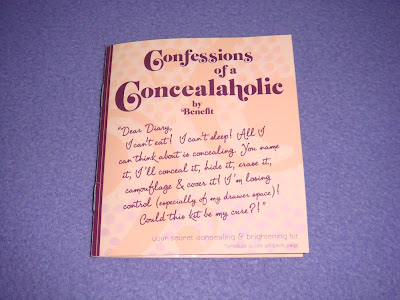 Confessions
of a
Concealaholic
by
Benefit
"Dear Diary,
I can't eat! I can't sleep! All I
can think about is concealing. You name
it, I'll conceal it, hide it, erase it,
camouflage & cover it! I'm losing
control (especially of my drawer space)!
Could this kit be my cure?!"
your secret concealing & brightening kit